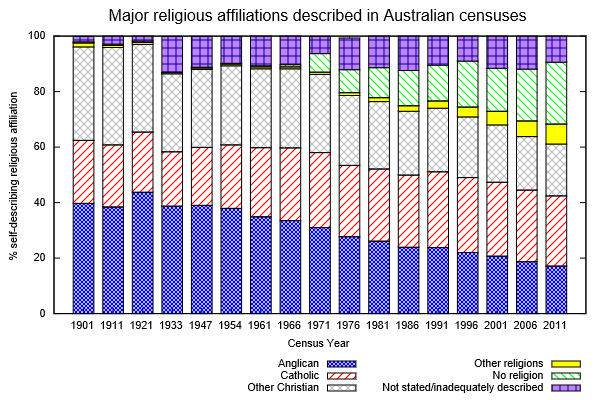 Major religious affiliations described in Australian censuses
% self-describing religious affiliation
100
80
60
40
20
0
1901 1911 1921 1933 1947 1954 1961 1966 1971 1976 1981 1986 1991 1996 2001 2006 2011
Census Year
Anglican
Catholic
Other Christian
Other religions
No religion
Not stated/inadequately described